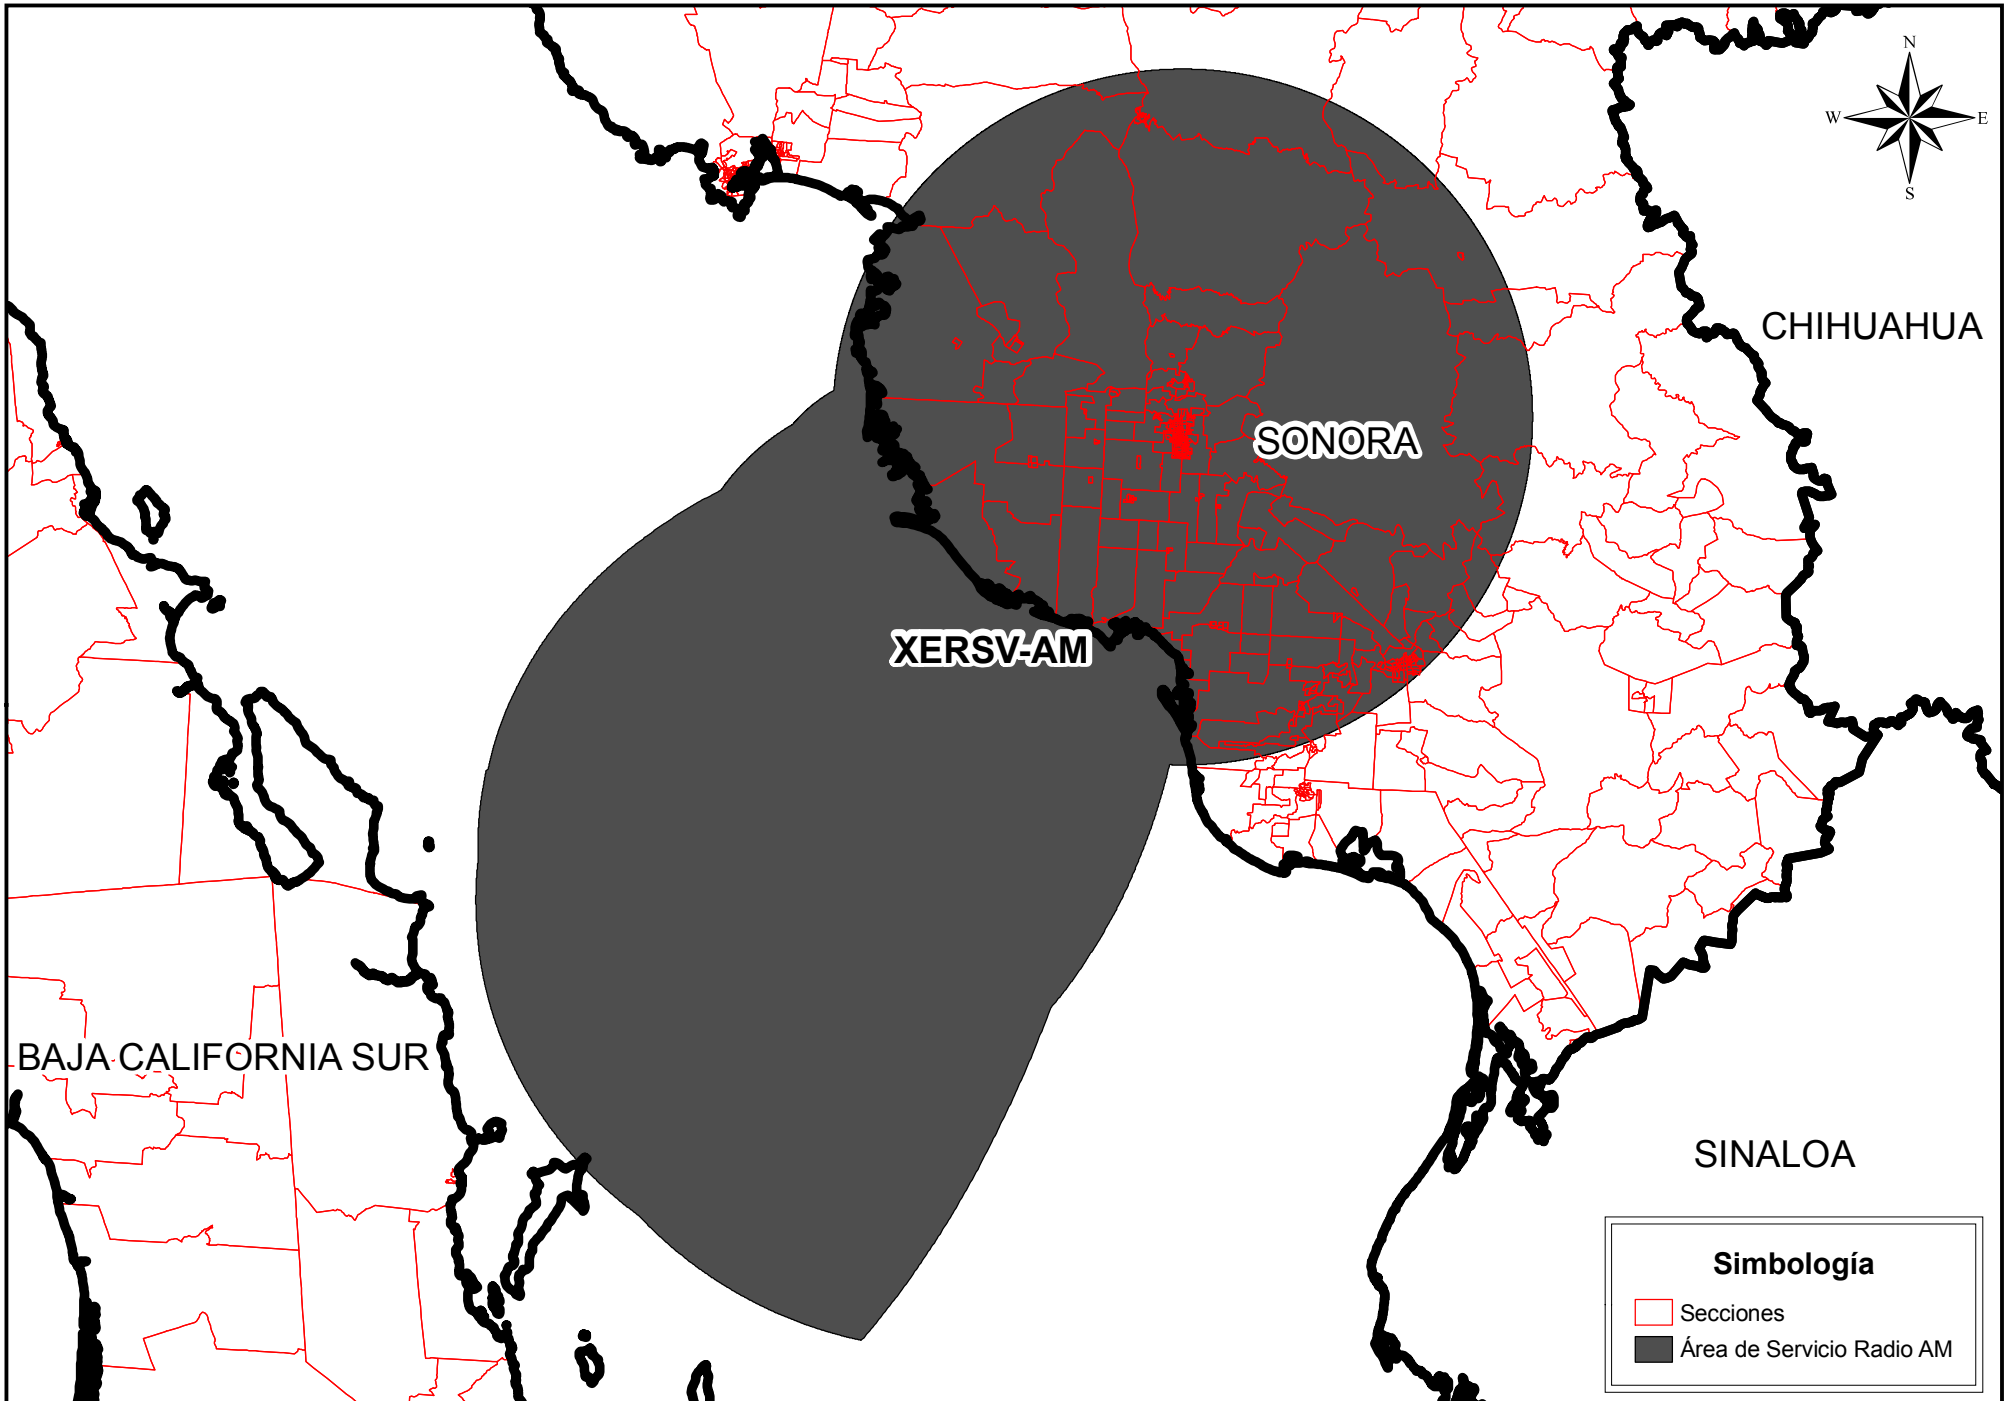 N
W
E
S
CHIHUAHUA
SONORA
XERSV-AM
BAJA CALIFORNIA SUR
SINALOA
Simbología
Secciones
Área de Servicio Radio AM